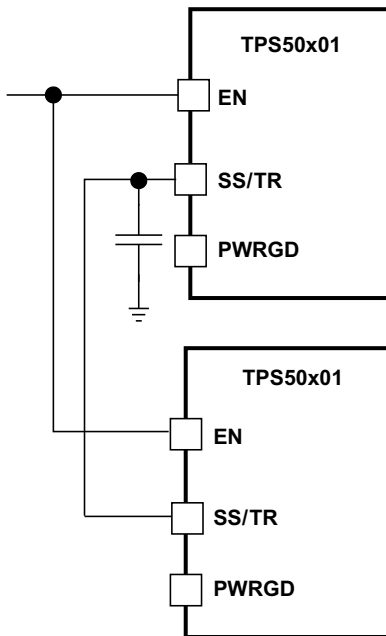 TPS50x01
EN
SS/TR
PWRGD
TPS50x01
EN
SS/TR
PWRGD